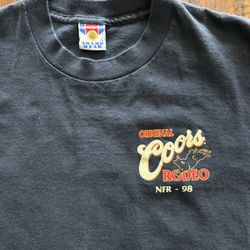 ORIGINAL
Coors
RODEO
NFR - 98